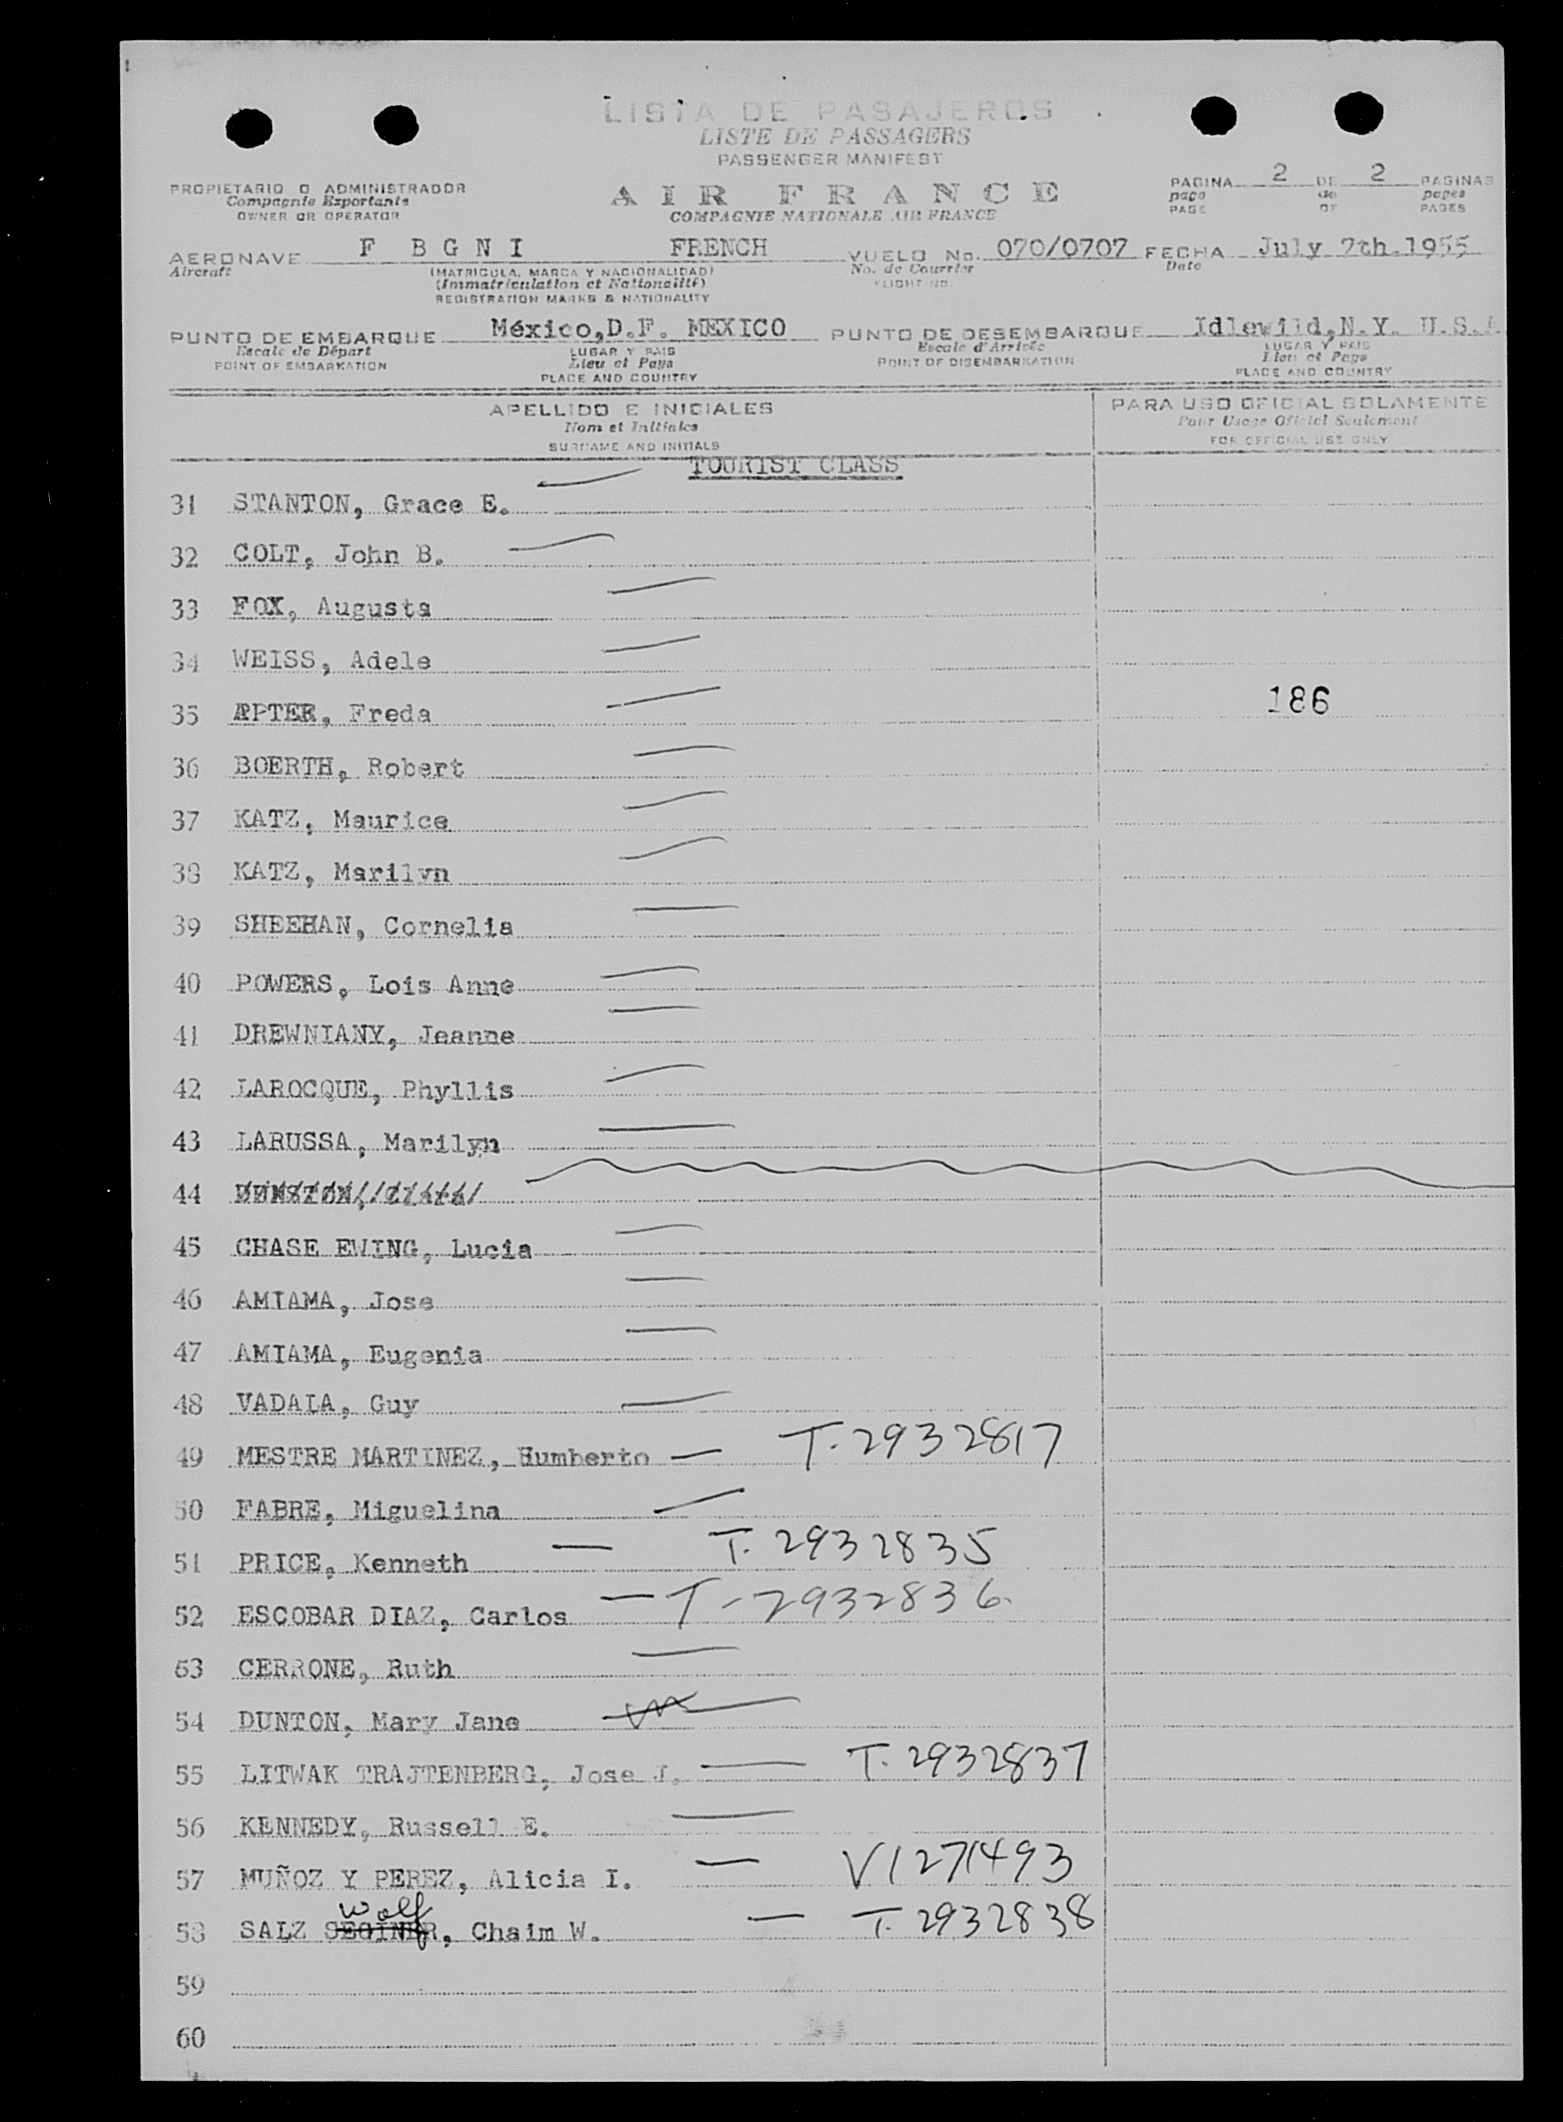 LISTA DE PASAJEROS
LISTE DE PASSAGERS
PASSENGER MANIFEST
PROPIETARIO O ADMINISTRADOR
Compagnie Exportante
OWNER OR OPERATOR
AIR FRANCE
COMPAGNIE NATIONALE AIR FRANCE
PAGINA 2 DE 2 PAGINAS
page de pages
PAGE OF PAGES
AERONAVE F BGNI FRENCH VUELO No. 070/0707 FECHA July 7th.1955
Aircraft (MATRICULA, MARCA Y NACIONALIDAD) No. de Courrier Date
(Immatriculation et Nationalité) FLIGHT NO.
REGISTRATION MARKS & NATIONALITY
PUNTO DE EMBARQUE México,D.F. MEXICO PUNTO DE DESEMBARQUE Idlewild,N.Y. U.S.A
Escale de Départ LUGAR Y PAIS Escale d'Arrivée LUGAR Y PAIS
POINT OF EMBARKATION Lieu et Pays POINT OF DISEMBARKATION Lieu et Pays
PLACE AND COUNTRY PLACE AND COUNTRY
APELLIDO E INICIALES PARA USO OFICIAL SOLAMENTE
Nom et Initiales Pour Usage Officiel Seulement
SURNAME AND INITIALS FOR OFFICIAL USE ONLY
TOURIST CLASS
31 STANTON, Grace E.
32 COLT, John B.
33 FOX, Augusta
34 WEISS, Adele
35 APTER, Freda 186
36 BOERTH, Robert
37 KATZ, Maurice
38 KATZ, Marilyn
39 SHEEHAN, Cornelia
40 POWERS, Lois Anne
41 DREWNIANY, Jeanne
42 LAROCQUE, Phyllis
43 LARUSSA, Marilyn
44
45 CHASE EWING, Lucia
46 AMIAMA, Jose
47 AMIAMA, Eugenia
48 VADALA, Guy
49 MESTRE MARTINEZ, Humberto — T.2932817
50 FABRE, Miguelina
51 PRICE, Kenneth — T. 2932835
52 ESCOBAR DIAZ, Carlos — T-2932836.
53 CERRONE, Ruth
54 DUNTON, Mary Jane
55 LITWAK TRAJTENBERG, Jose J. — T. 2932837
56 KENNEDY, Russell E.
57 MUÑOZ Y PEREZ, Alicia I. — V1271493
wolf
58 SALZ SEGINER, Chaim W. — T. 2932838
59
60